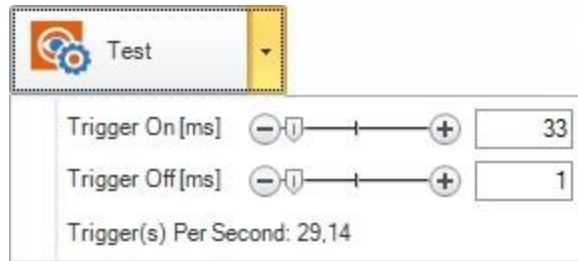 Test
Trigger On [ms] 33
Trigger Off [ms] 1
Trigger(s) Per Second: 29,14